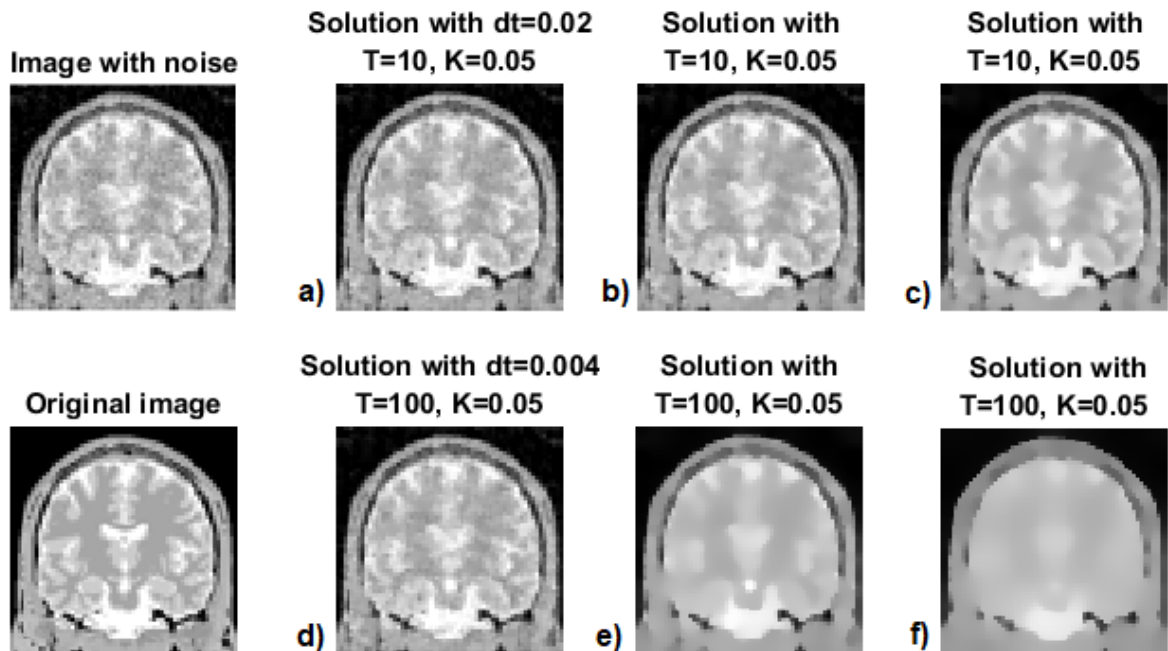 Image with noise
Solution with dt=0.02
T=10, K=0.05
Solution with
T=10, K=0.05
Solution with
T=10, K=0.05
a)
b)
c)
Original image
Solution with dt=0.004
T=100, K=0.05
Solution with
T=100, K=0.05
Solution with
T=100, K=0.05
d)
e)
f)